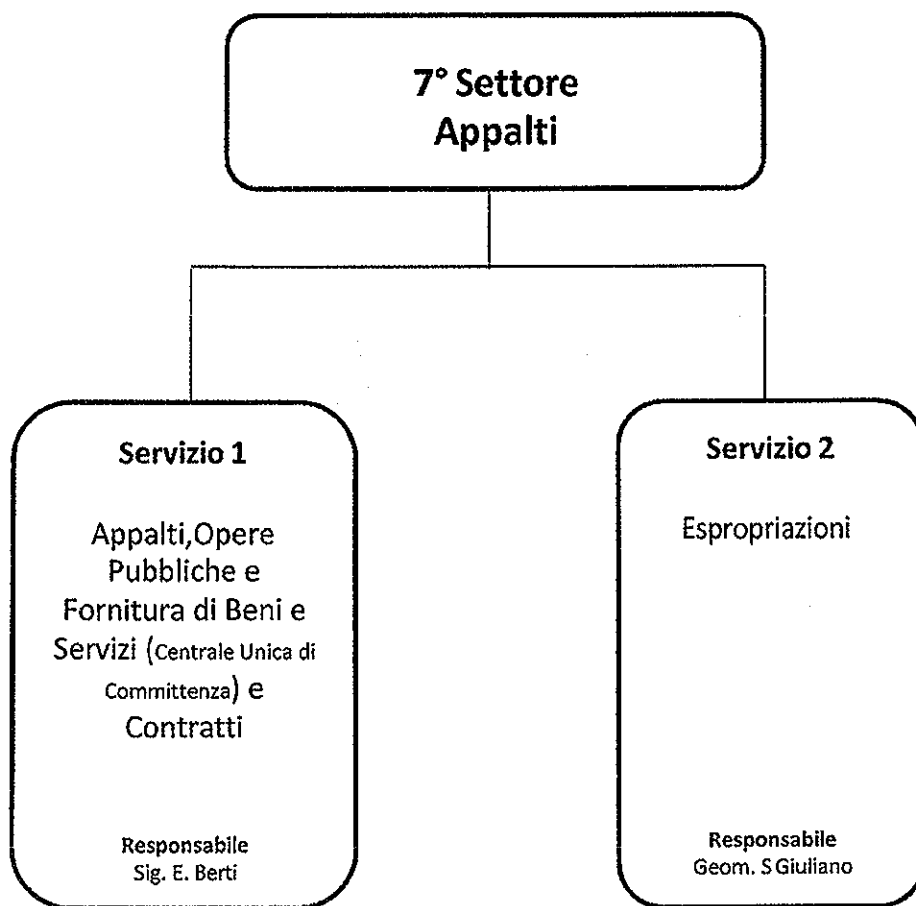 7° Settore
Appalti
Servizio 1
Appalti,Opere
Pubbliche e
Fornitura di Beni e
Servizi (Centrale Unica di
Committenza) e
Contratti
Responsabile
Sig. E. Berti
Servizio 2
Espropriazioni
Responsabile
Geom. S Giuliano